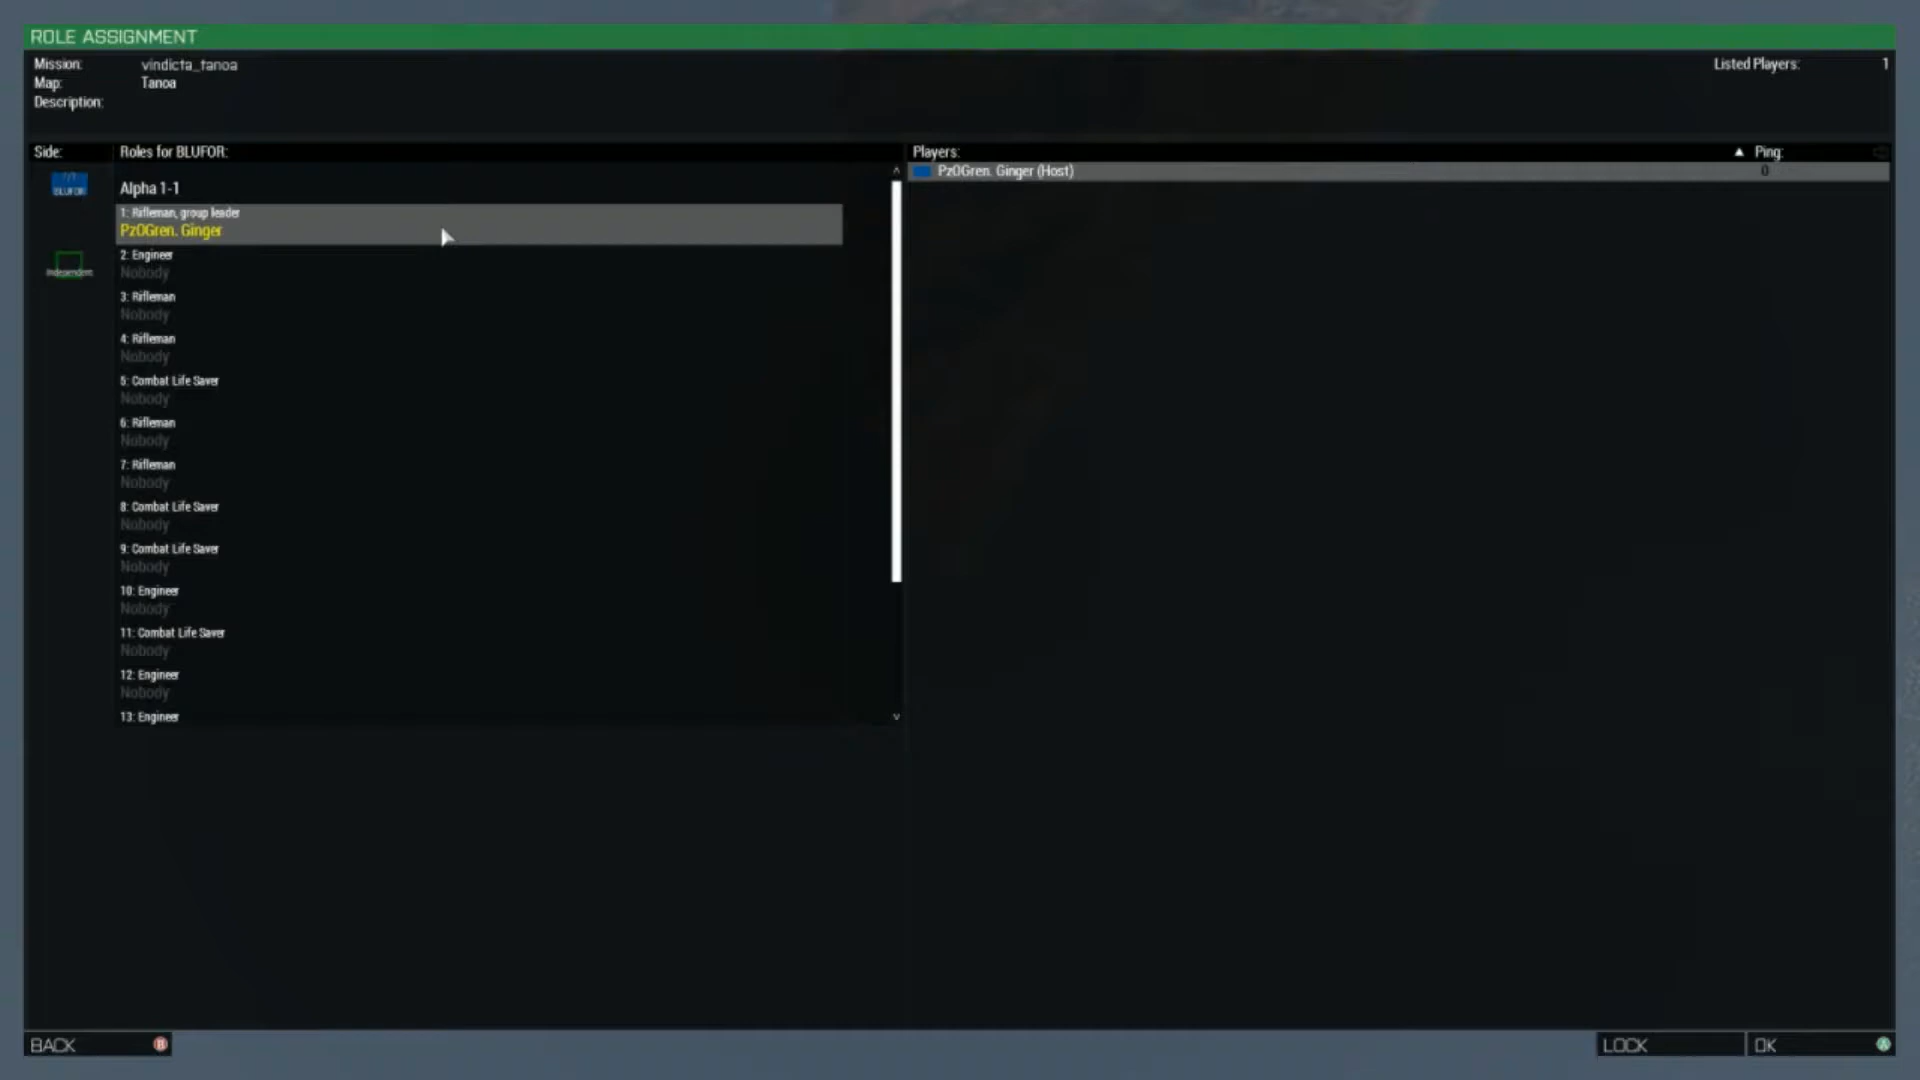 ROLE ASSIGNMENT
Mission: vindicta_tanoa
Listed Players: 1
Map: Tanoa
Description:
Side:
Roles for BLUFOR:
Players:
Ping:
BLUFOR
Independent
Alpha 1-1
1: Rifleman, group leader
PzOGren. Ginger
2: Engineer
Nobody
3: Rifleman
Nobody
4: Rifleman
Nobody
5: Combat Life Saver
Nobody
6: Rifleman
Nobody
7: Rifleman
Nobody
8: Combat Life Saver
Nobody
9: Combat Life Saver
Nobody
10: Engineer
Nobody
11: Combat Life Saver
Nobody
12: Engineer
Nobody
13: Engineer
PzOGren. Ginger (Host)
0
BACK B
LOCK
OK A